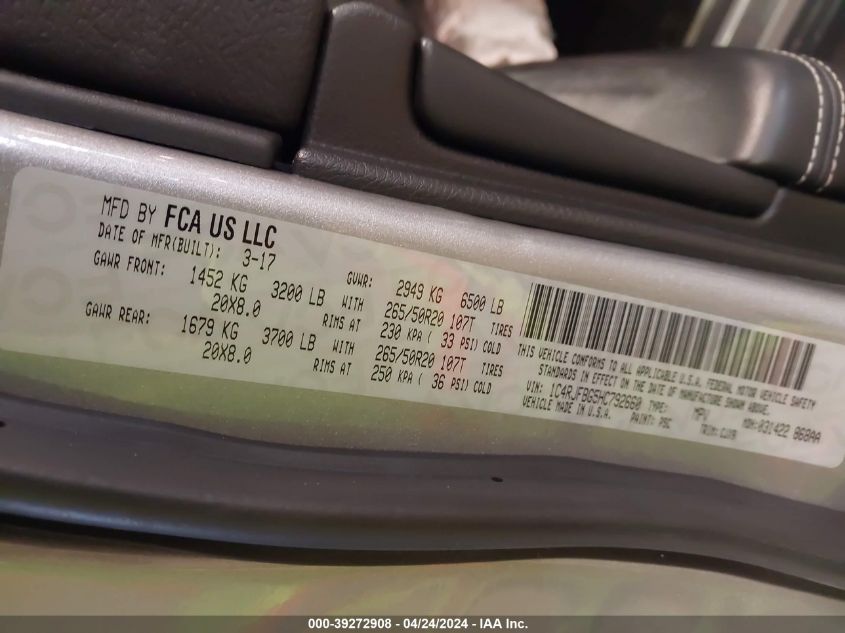 MFD BY FCA US LLC
DATE OF MFR(BUILT): 3-17
GAWR FRONT: 1452 KG 3200 LB WITH
20X8.0 RIMS AT
GAWR REAR: 1679 KG 3700 LB WITH
20X8.0 RIMS AT
GVWR: 2949 KG 6500 LB
265/50R20 107T TIRES
230 KPA ( 33 PSI) COLD
265/50R20 107T TIRES
250 KPA ( 36 PSI) COLD
THIS VEHICLE CONFORMS TO ALL APPLICABLE U.S.A. FEDERAL MOTOR VEHICLE SAFETY
STANDARDS IN EFFECT ON THE DATE OF MANUFACTURE SHOWN ABOVE.
VIN: 1C4RJFBG5HC792660 TYPE: MPV MDH:031422 868AA
VEHICLE MADE IN U.S.A. PAINT: PSC TRIM:
000-39272908 - 04/24/2024 - IAA Inc.